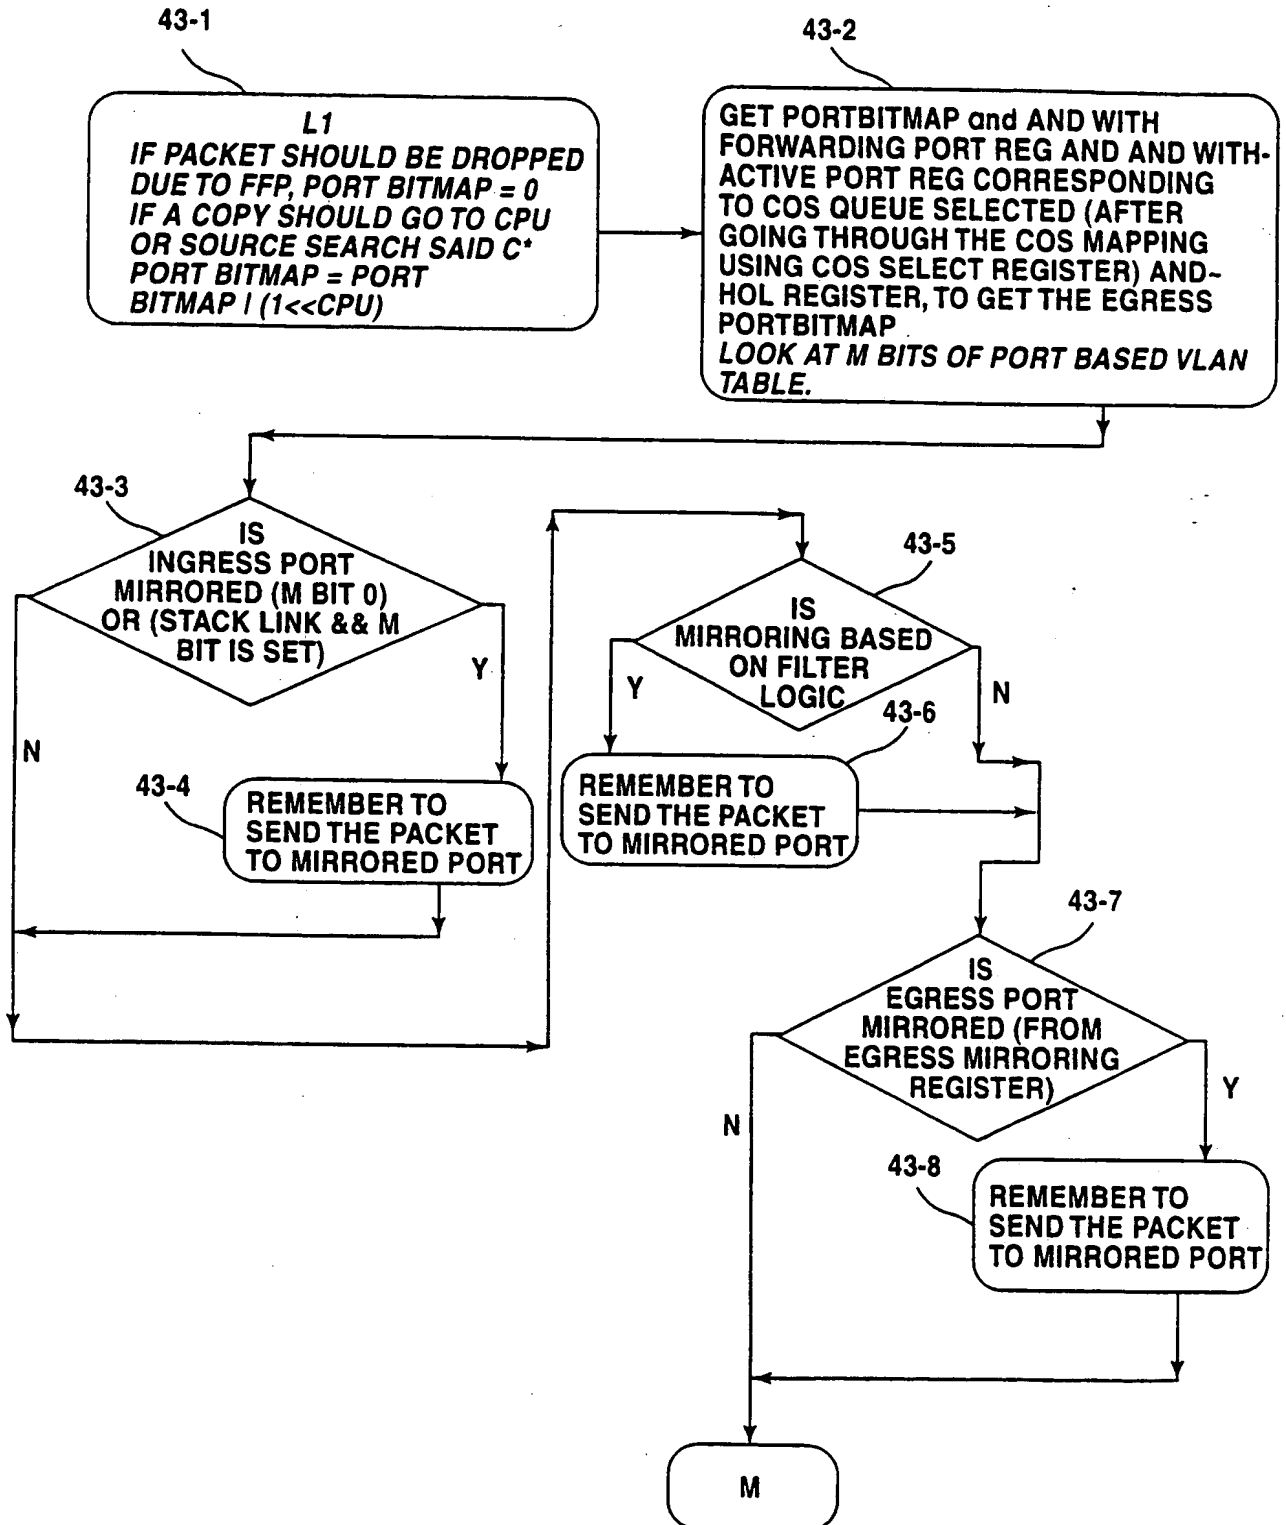 43-1
L1
IF PACKET SHOULD BE DROPPED
DUE TO FFP, PORT BITMAP = 0
IF A COPY SHOULD GO TO CPU
OR SOURCE SEARCH SAID C*
PORT BITMAP = PORT
BITMAP | (1<<CPU)
43-2
GET PORTBITMAP and AND WITH
FORWARDING PORT REG AND AND WITH-
ACTIVE PORT REG CORRESPONDING
TO COS QUEUE SELECTED (AFTER
GOING THROUGH THE COS MAPPING
USING COS SELECT REGISTER) AND~
HOL REGISTER, TO GET THE EGRESS
PORTBITMAP
LOOK AT M BITS OF PORT BASED VLAN
TABLE.
43-3
IS
INGRESS PORT
MIRRORED (M BIT 0)
OR (STACK LINK && M
BIT IS SET)
Y
N
43-4
REMEMBER TO
SEND THE PACKET
TO MIRRORED PORT
43-5
IS
MIRRORING BASED
ON FILTER
LOGIC
Y
N
43-6
REMEMBER TO
SEND THE PACKET
TO MIRRORED PORT
43-7
IS
EGRESS PORT
MIRRORED (FROM
EGRESS MIRRORING
REGISTER)
Y
N
43-8
REMEMBER TO
SEND THE PACKET
TO MIRRORED PORT
M